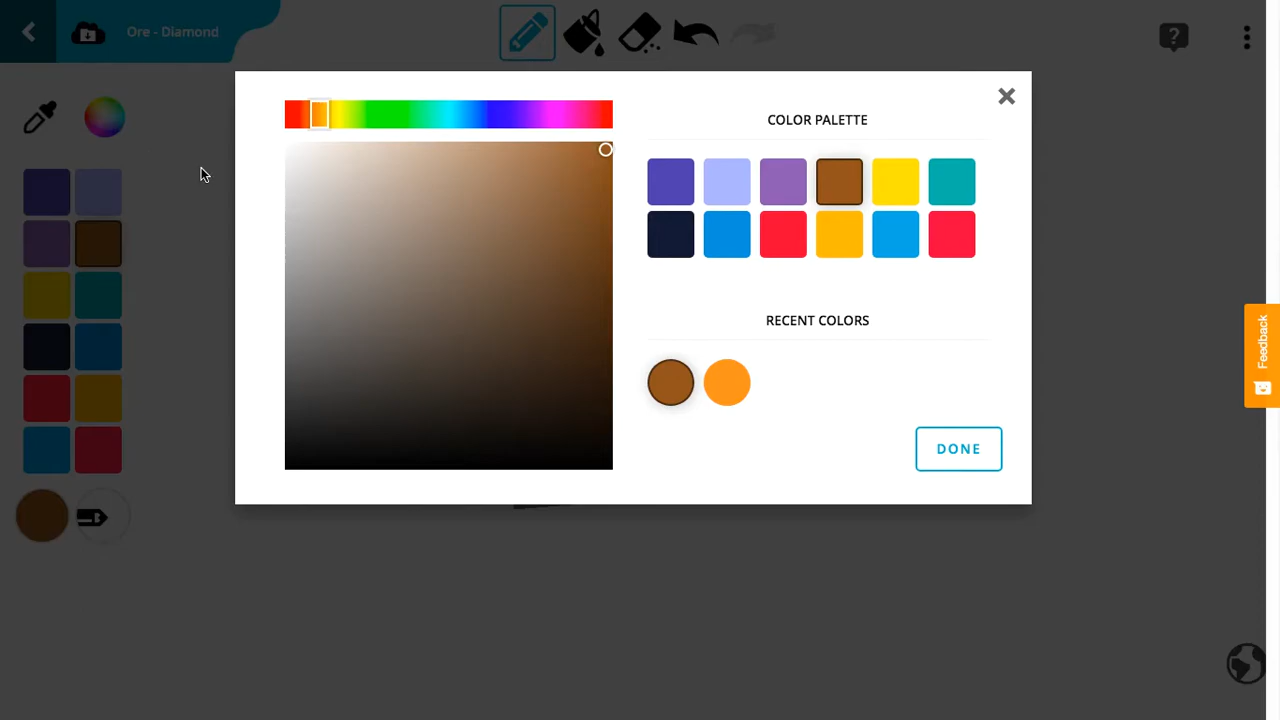 Ore - Diamond
COLOR PALETTE
RECENT COLORS
DONE
Feedback